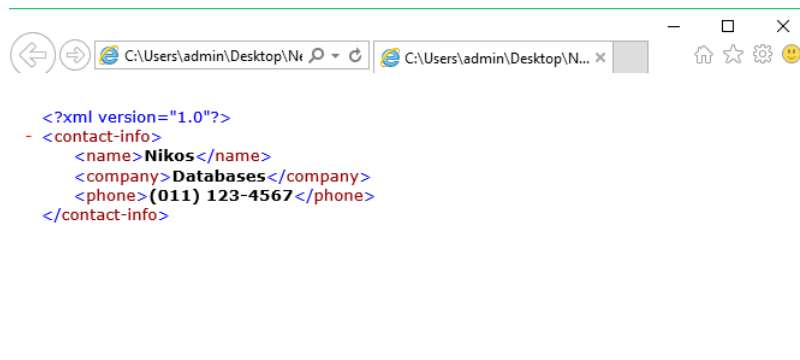 C:\Users\admin\Desktop\Ne
C:\Users\admin\Desktop\N...
<?xml version="1.0"?>
- <contact-info>
<name>Nikos</name>
<company>Databases</company>
<phone>(011) 123-4567</phone>
</contact-info>